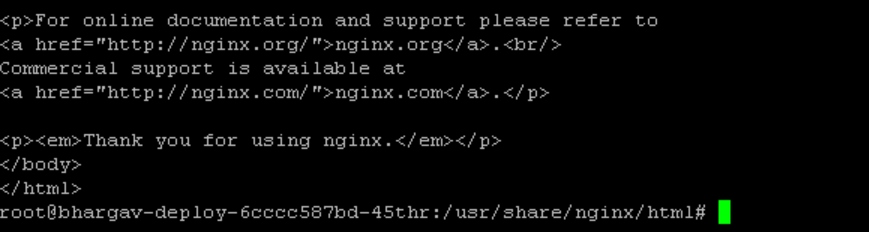 <p>For online documentation and support please refer to
<a href="http://nginx.org/">nginx.org</a>.<br/>
Commercial support is available at
<a href="http://nginx.com/">nginx.com</a>.</p>
<p><em>Thank you for using nginx.</em></p>
</body>
</html>
root@bhargav-deploy-6cccc587bd-45thr:/usr/share/nginx/html#